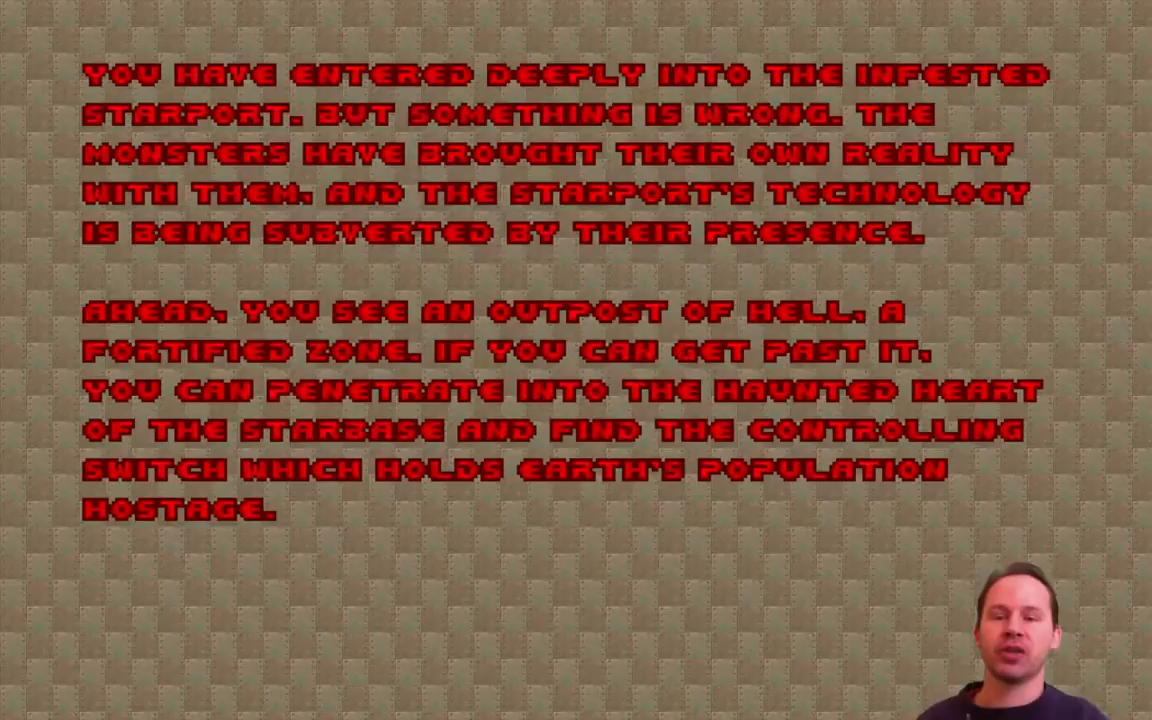 YOU HAVE ENTERED DEEPLY INTO THE INFESTED
STARPORT. BUT SOMETHING IS WRONG. THE
MONSTERS HAVE BROUGHT THEIR OWN REALITY
WITH THEM, AND THE STARPORT'S TECHNOLOGY
IS BEING SUBVERTED BY THEIR PRESENCE.
AHEAD, YOU SEE AN OUTPOST OF HELL, A
FORTIFIED ZONE. IF YOU CAN GET PAST IT,
YOU CAN PENETRATE INTO THE HAUNTED HEART
OF THE STARBASE AND FIND THE CONTROLLING
SWITCH WHICH HOLDS EARTH'S POPULATION
HOSTAGE.